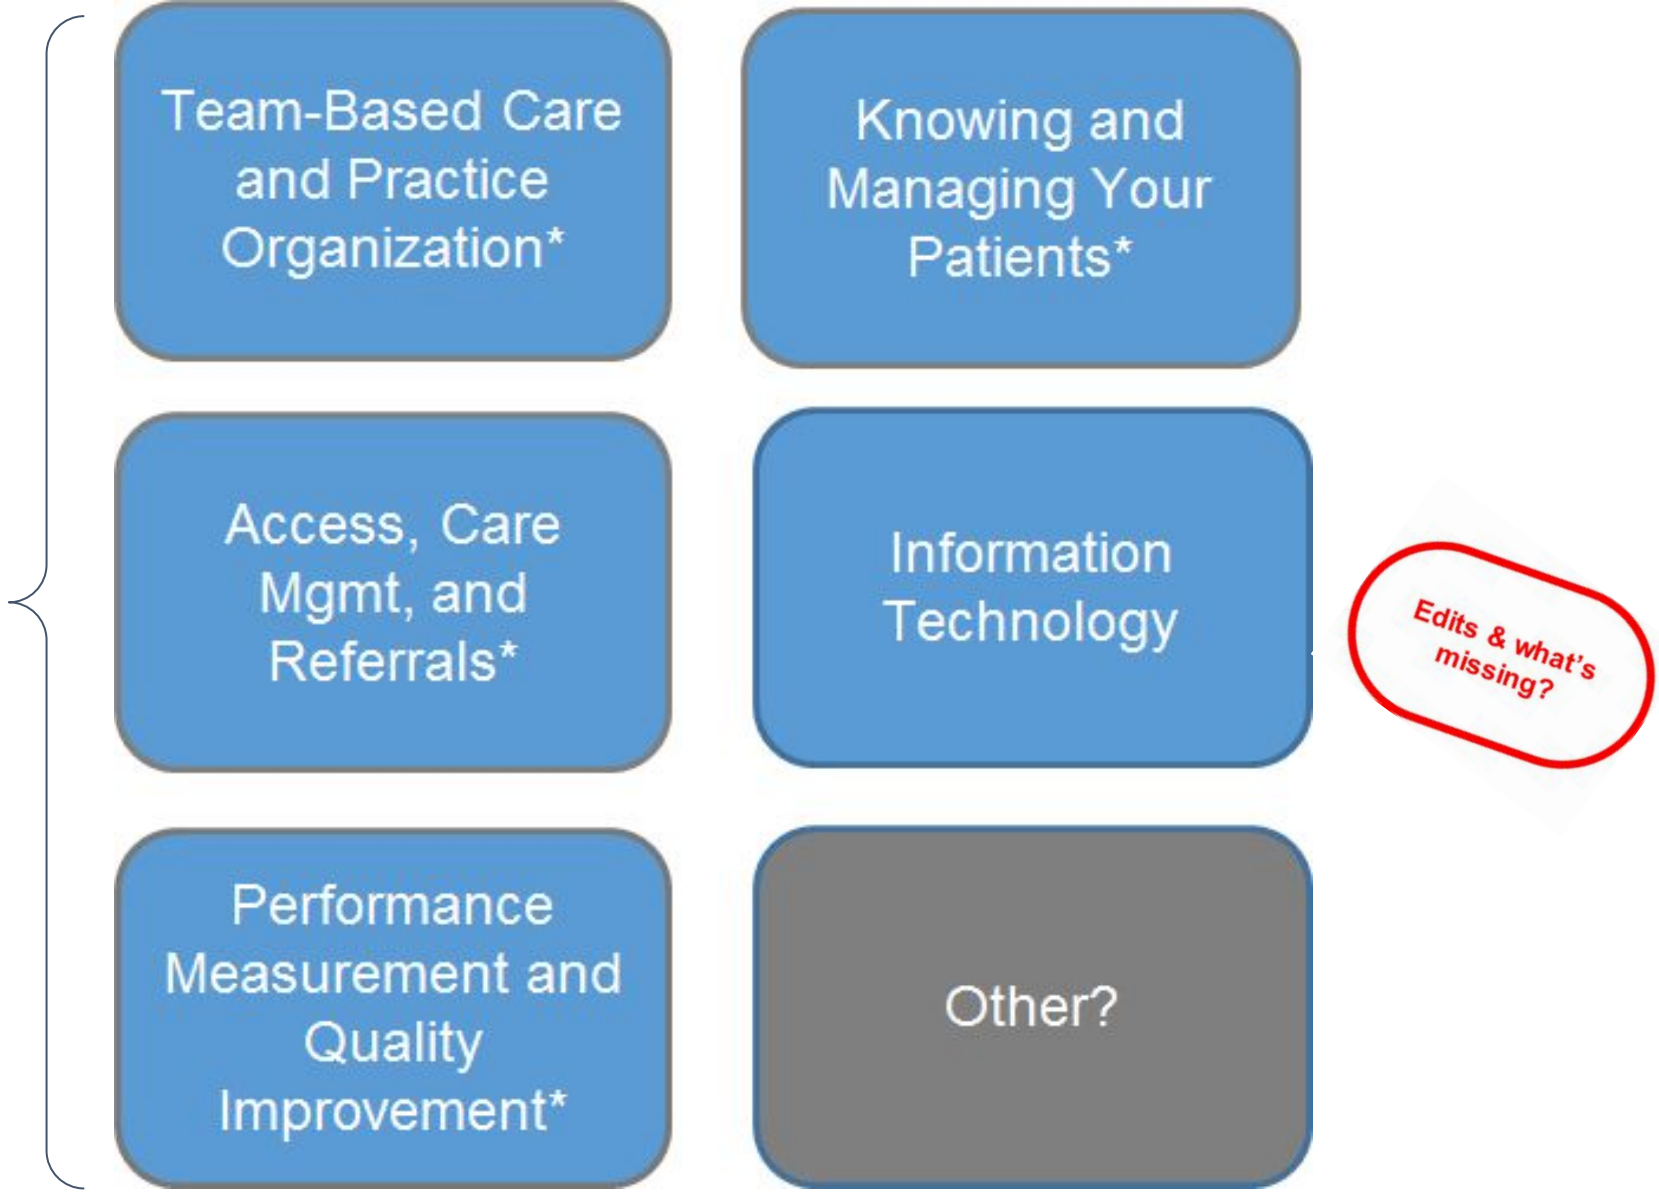 Team-Based Care
and Practice
Organization*
Knowing and
Managing Your
Patients*
Access, Care
Mgmt, and
Referrals*
Information
Technology
Edits & what's
missing?
Performance
Measurement and
Quality
Improvement*
Other?